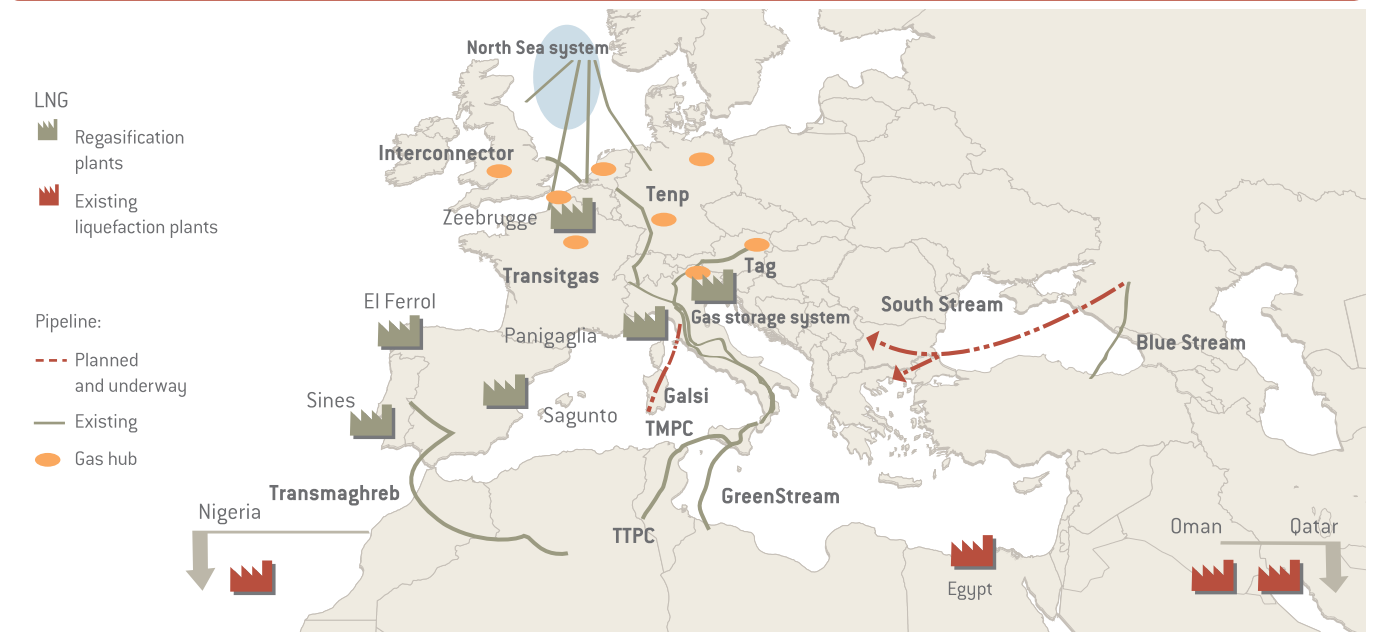 North Sea system
LNG
Regasification
plants
Existing
liquefaction plants
Interconnector
Tenp
Zeebrugge
Transitgas
Tag
El Ferrol
South Stream
Pipeline:
Gas storage system
Panigaglia
Blue Stream
Planned
and underway
Galsi
Sines
Sagunto
Existing
TMPC
Gas hub
Transmaghreb
GreenStream
Nigeria
TTPC
Oman
Qatar
Egypt